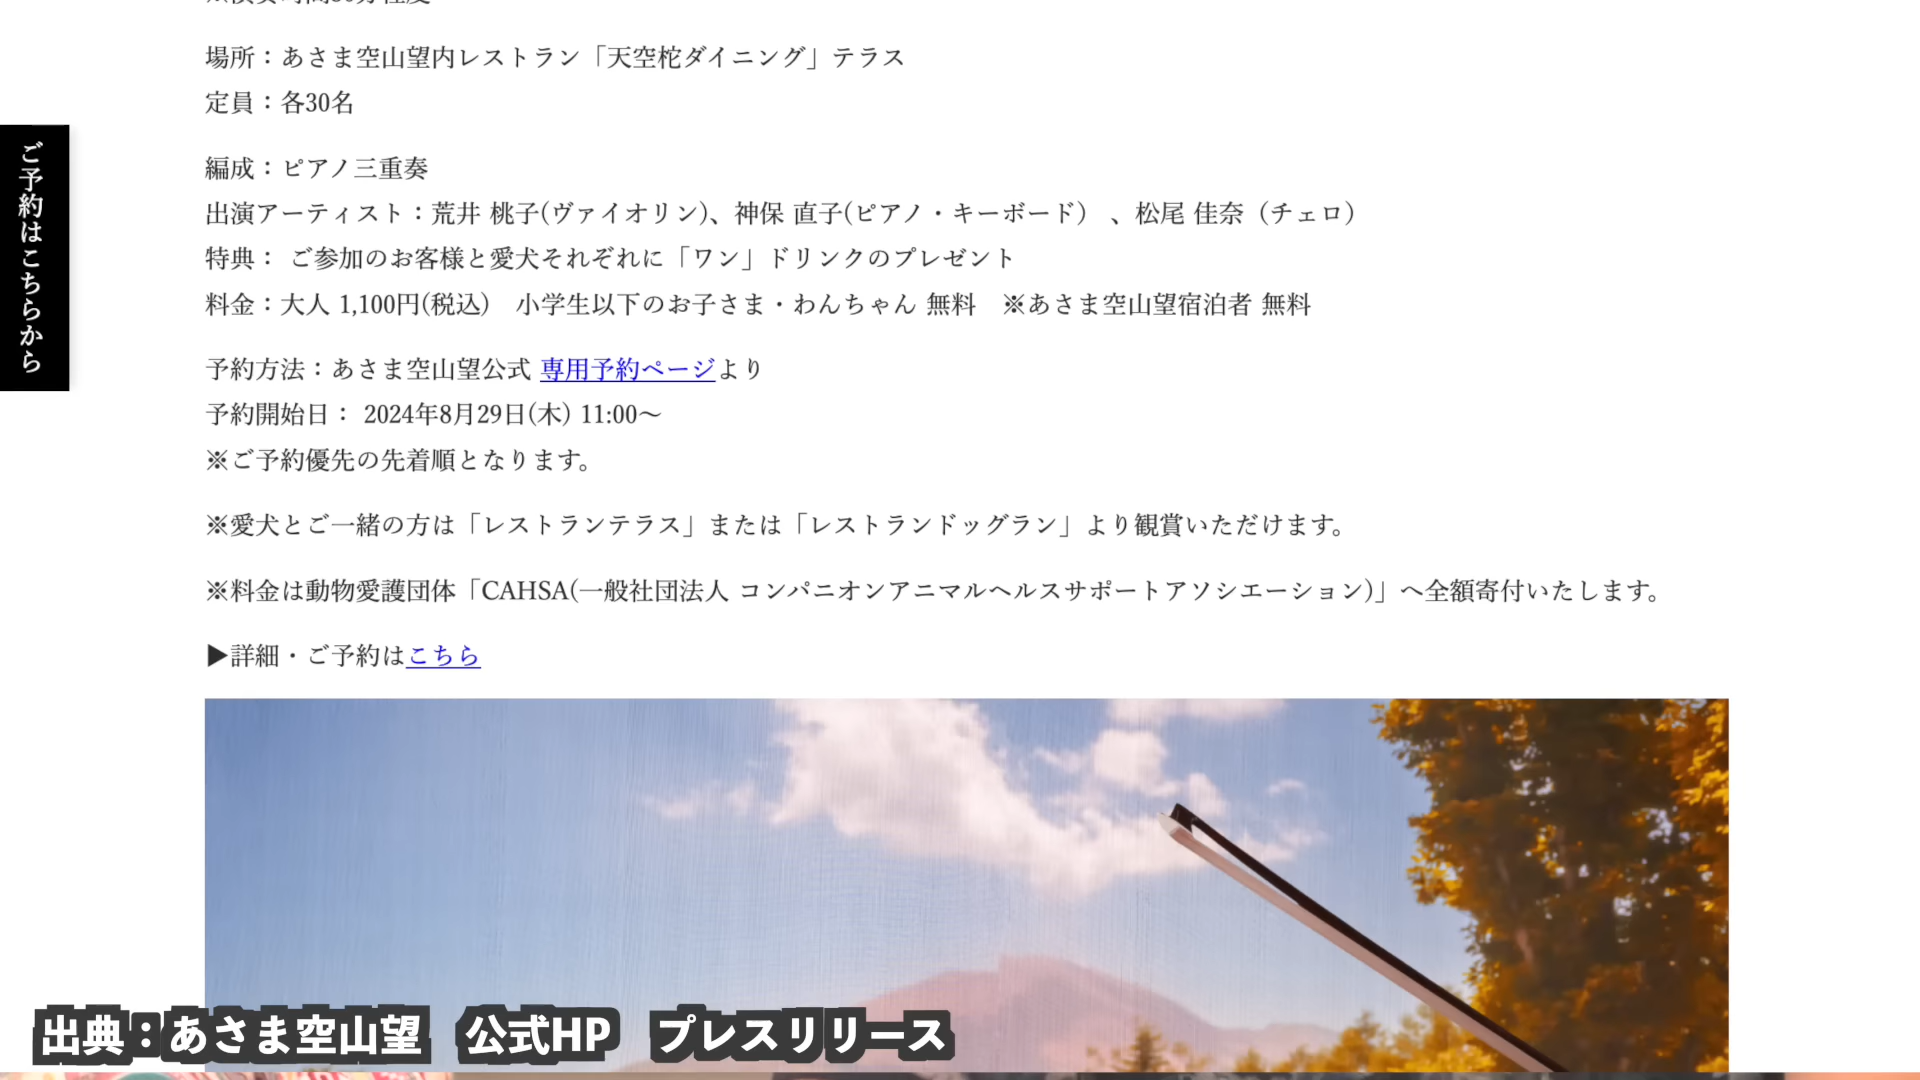 場所：あさま空山望内レストラン「天空柁ダイニング」テラス
定員：各30名
編成：ピアノ三重奏
出演アーティスト：荒井 桃子(ヴァイオリン)、神保 直子(ピアノ・キーボード） 、松尾 佳奈（チェロ）
特典： ご参加のお客様と愛犬それぞれに「ワン」ドリンクのプレゼント
料金：大人 1,100円(税込)　小学生以下のお子さま・わんちゃん 無料　※あさま空山望宿泊者 無料
ご予約はこちらから
予約方法：あさま空山望公式 専用予約ページより
予約開始日： 2024年8月29日(木) 11:00～
※ご予約優先の先着順となります。
※愛犬とご一緒の方は「レストランテラス」または「レストランドッグラン」より観賞いただけます。
※料金は動物愛護団体「CAHSA(一般社団法人 コンパニオンアニマルヘルスサポートアソシエーション)」へ全額寄付いたします。
▶詳細・ご予約はこちら
出典：あさま空山望　公式HP　プレスリリース